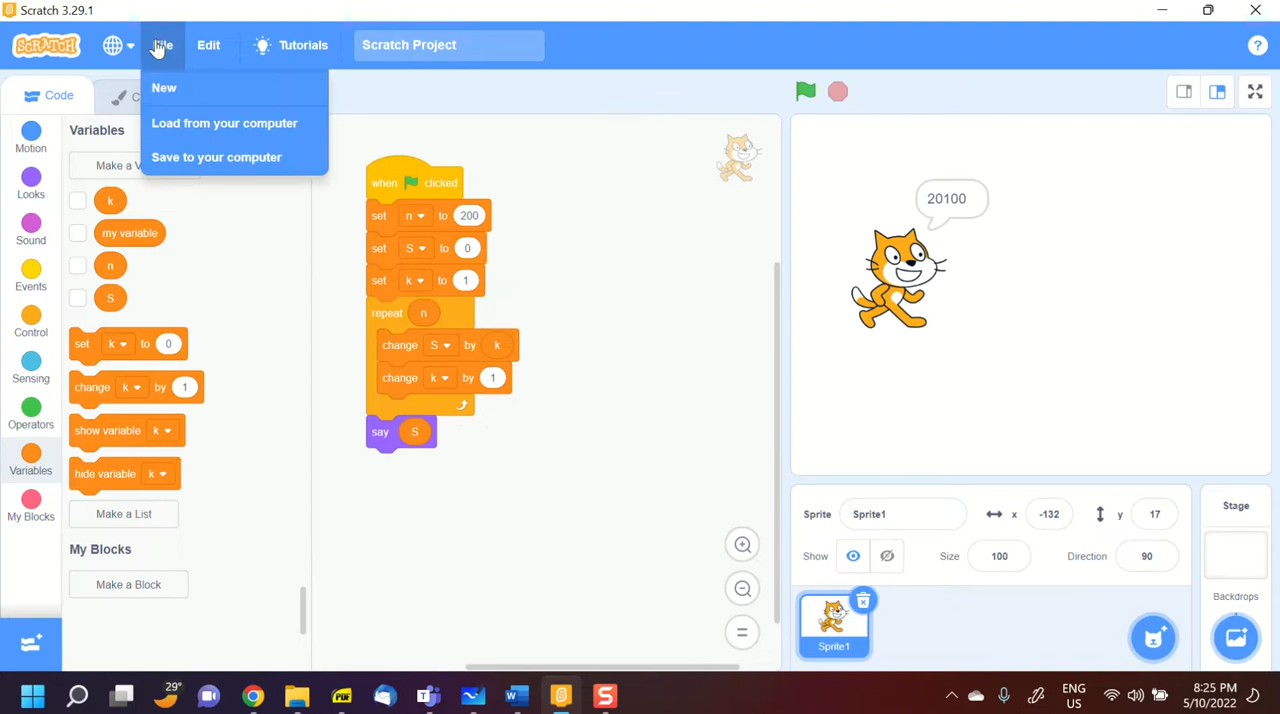 Scratch 3.29.1
SCRATCH
Edit
Tutorials
Scratch Project
?
New
Load from your computer
Save to your computer
Code
Motion
Looks
Sound
Events
Control
Sensing
Operators
Variables
My Blocks
Variables
Make a V
k
my variable
n
S
set k to 0
change k by 1
show variable k
hide variable k
Make a List
My Blocks
Make a Block
when clicked
set n to 200
set S to 0
set k to 1
repeat n
change S by k
change k by 1
say S
20100
Sprite Sprite1 x -132 y 17
Show Size 100 Direction 90
Sprite1
Stage
Backdrops
29°
PDF
W
S
ENG
US
8:25 PM
5/10/2022